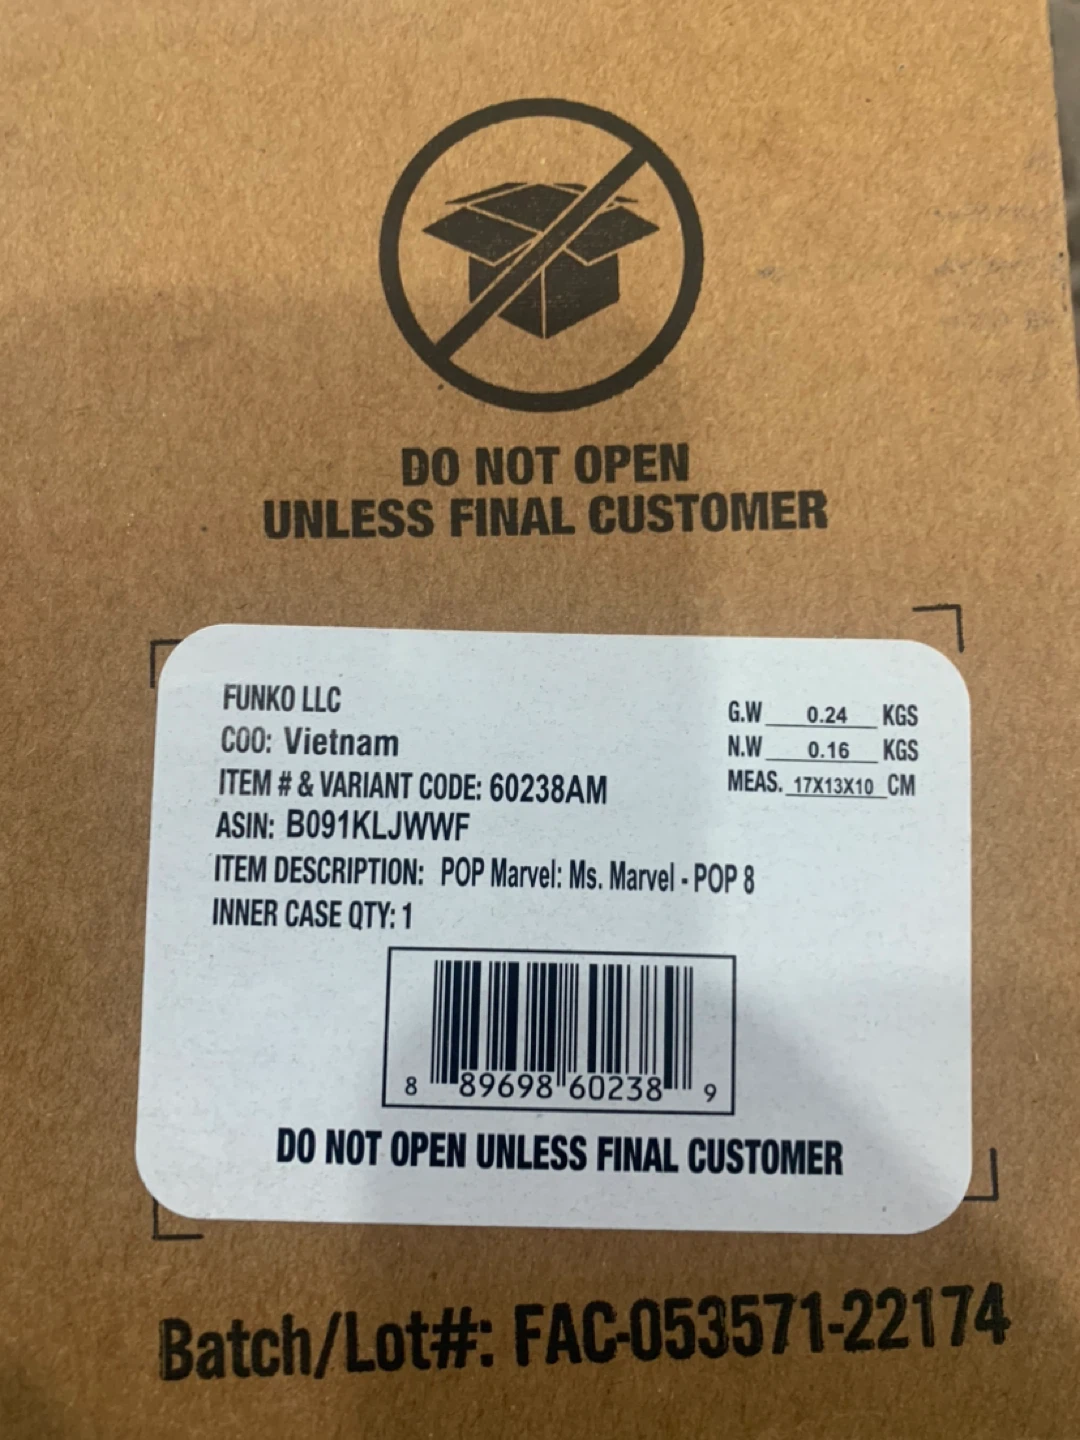 DO NOT OPEN
UNLESS FINAL CUSTOMER
FUNKO LLC
COO: Vietnam
ITEM # & VARIANT CODE: 60238AM
ASIN: B091KLJWWF
ITEM DESCRIPTION: POP Marvel: Ms. Marvel - POP 8
INNER CASE QTY: 1
G.W 0.24 KGS
N.W 0.16 KGS
MEAS. 17X13X10 CM
8 89698 60238 9
DO NOT OPEN UNLESS FINAL CUSTOMER
Batch/Lot#: FAC-053571-22174